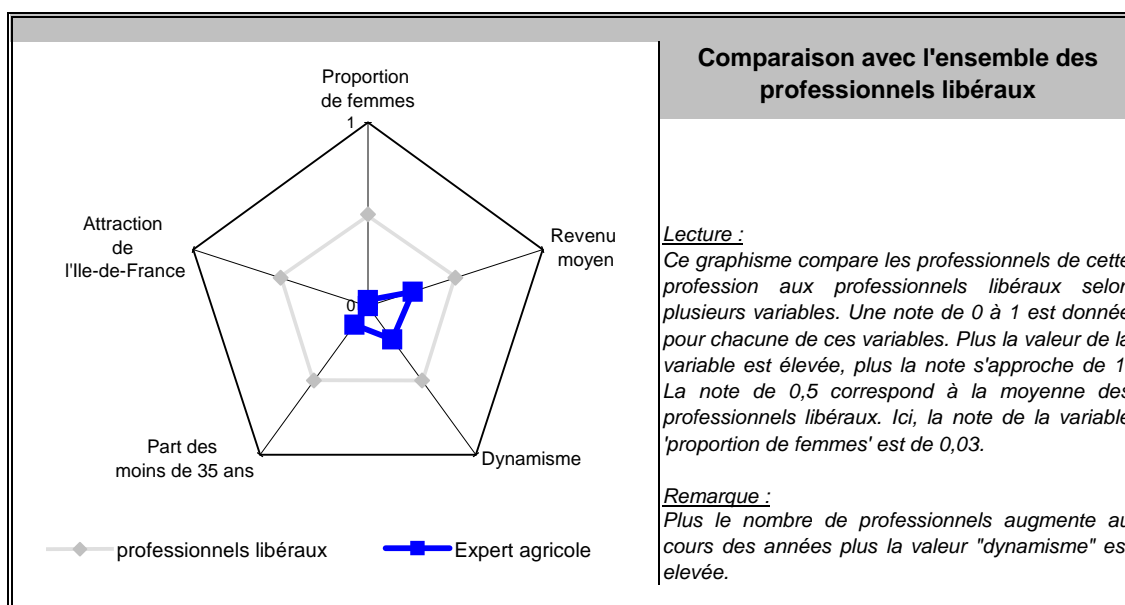 Comparaison avec l'ensemble des
professionnels libéraux
Proportion
de femmes
1
Attraction
de
l'Ile-de-France
Revenu
moyen
0
Part des
moins de 35 ans
Dynamisme
professionnels libéraux
Expert agricole
Lecture :
Ce graphisme compare les professionnels de cette
profession aux professionnels libéraux selon
plusieurs variables. Une note de 0 à 1 est donnée
pour chacune de ces variables. Plus la valeur de la
variable est élevée, plus la note s'approche de 1
La note de 0,5 correspond à la moyenne des
professionnels libéraux. Ici, la note de la variable
'proportion de femmes' est de 0,03.
Remarque :
Plus le nombre de professionnels augmente au
cours des années plus la valeur "dynamisme" es
elevée.